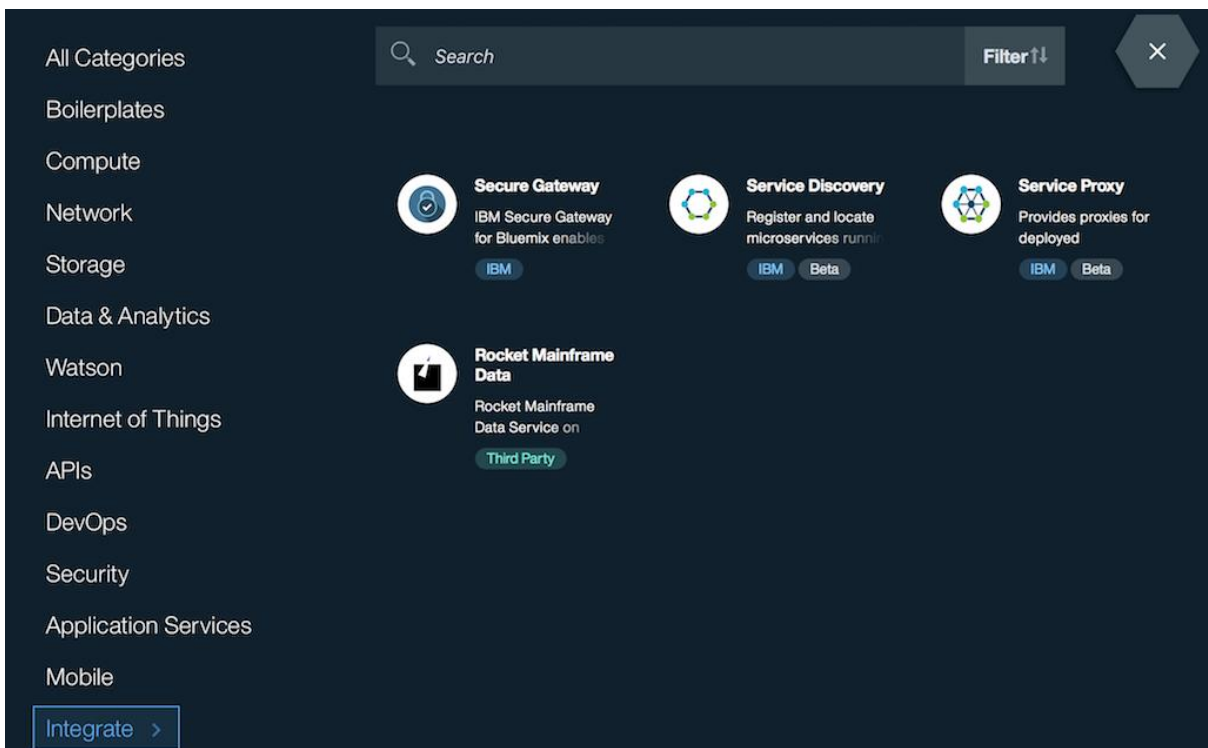 All Categories
Boilerplates
Compute
Network
Storage
Data & Analytics
Watson
Internet of Things
APIs
DevOps
Security
Application Services
Mobile
Integrate >
Search
Filter↑↓
×
Secure Gateway
IBM Secure Gateway
for Bluemix enables
IBM
Service Discovery
Register and locate
microservices runnin
IBM Beta
Service Proxy
Provides proxies for
deployed
IBM Beta
Rocket Mainframe
Data
Rocket Mainframe
Data Service on
Third Party